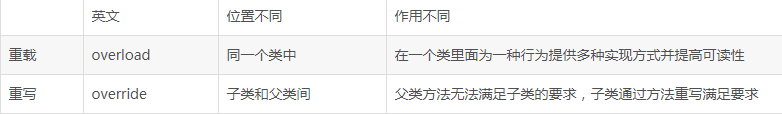 英文 位置不同 作用不同
重载 overload 同一个类中 在一个类里面为一种行为提供多种实现方式并提高可读性
重写 override 子类和父类间 父类方法无法满足子类的要求，子类通过方法重写满足要求